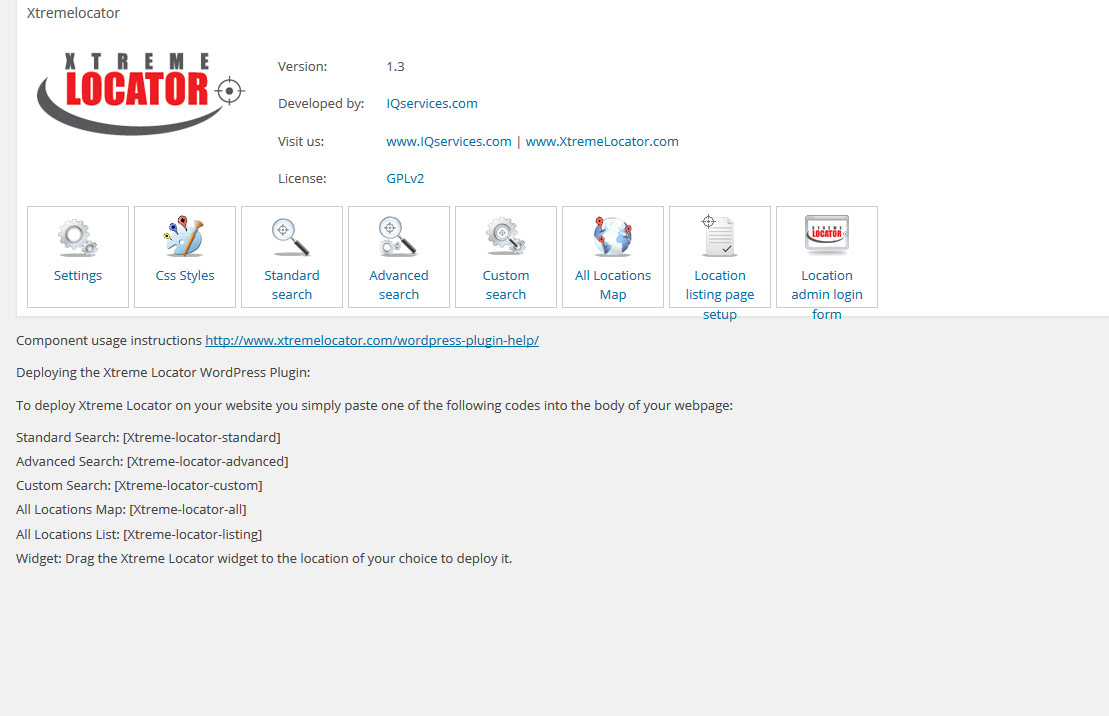 Xtremelocator
XTREME
LOCATOR
Version: 1.3
Developed by: IQservices.com
Visit us: www.IQservices.com | www.XtremeLocator.com
License: GPLv2
Settings
Css Styles
Standard
search
Advanced
search
Custom
search
All Locations
Map
Location
listing page
setup
XTREME
LOCATOR
Location
admin login
form
Component usage instructions http://www.xtremelocator.com/wordpress-plugin-help/
Deploying the Xtreme Locator WordPress Plugin:
To deploy Xtreme Locator on your website you simply paste one of the following codes into the body of your webpage:
Standard Search: [Xtreme-locator-standard]
Advanced Search: [Xtreme-locator-advanced]
Custom Search: [Xtreme-locator-custom]
All Locations Map: [Xtreme-locator-all]
All Locations List: [Xtreme-locator-listing]
Widget: Drag the Xtreme Locator widget to the location of your choice to deploy it.